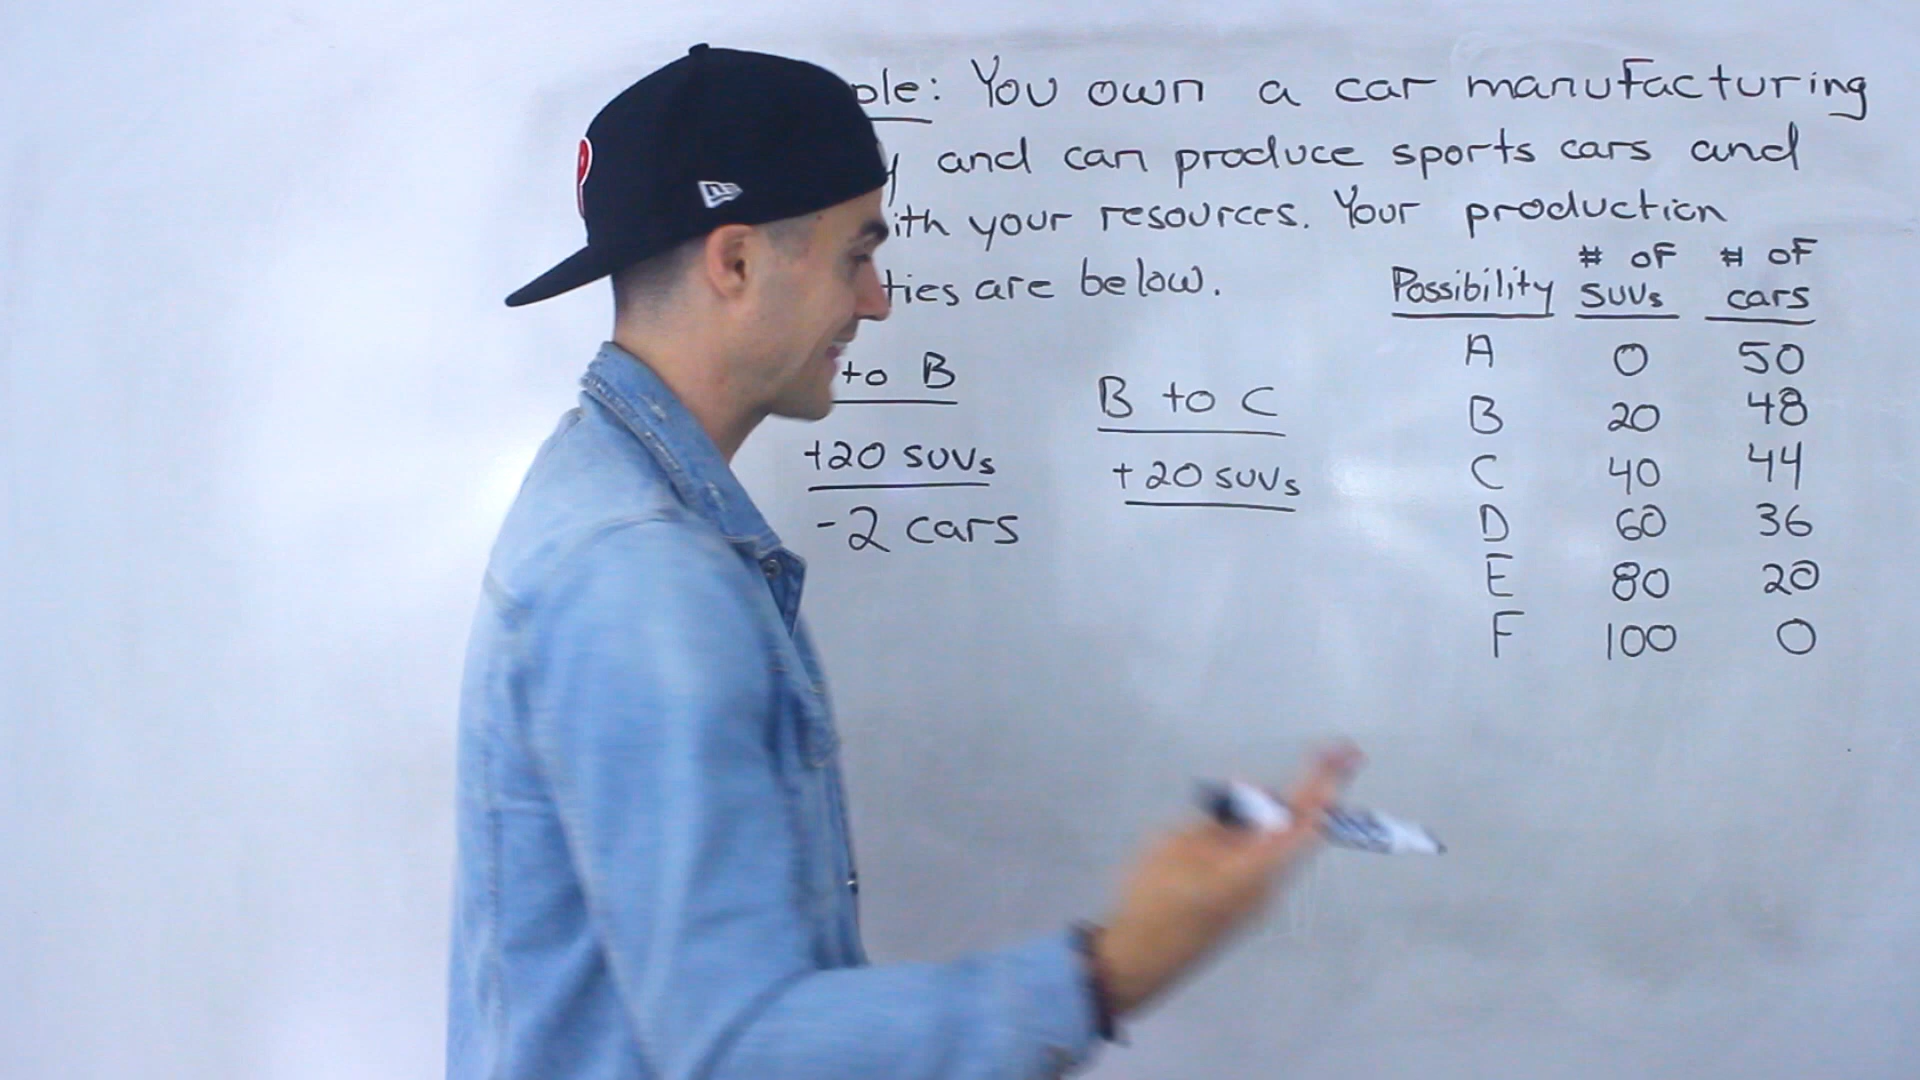 ple: You own a car manufacturing
y and can produce sports cars and
ith your resources. Your production
ties are below.
Possibility # of SUVs # of cars
A 0 50
B 20 48
C 40 44
D 60 36
E 80 20
F 100 0
to B
+20 SUVs
-2 cars
B to C
+20 SUVs